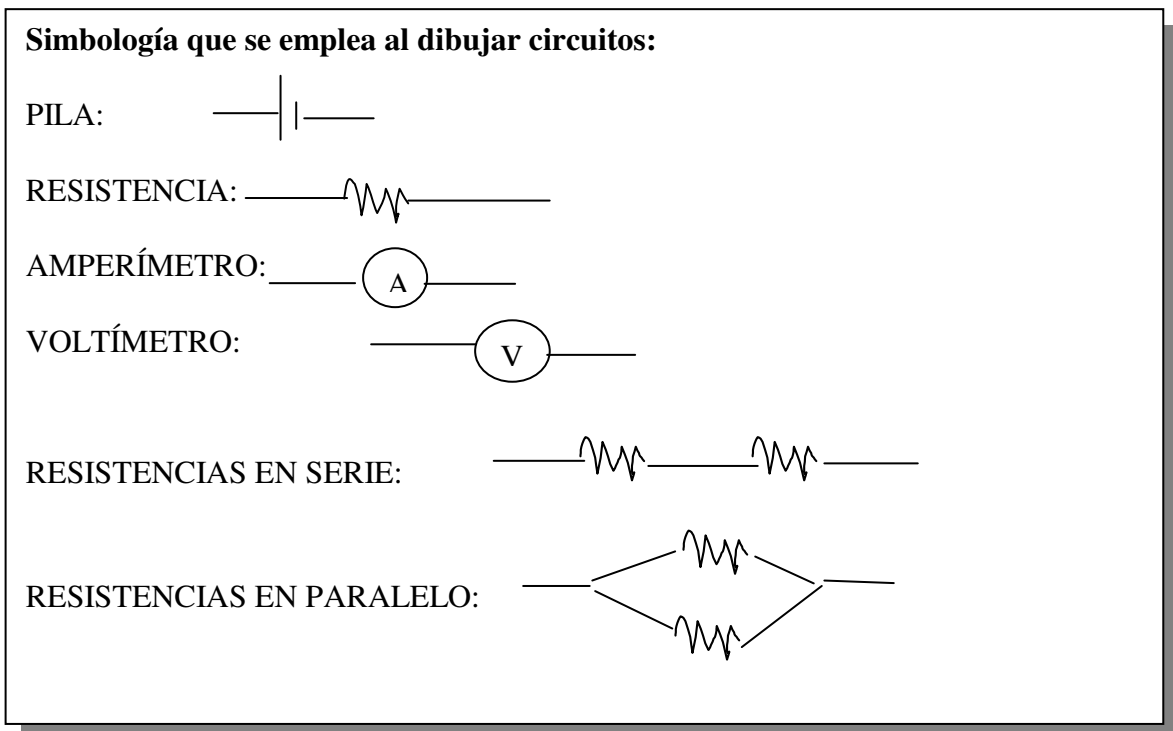 Simbología que se emplea al dibujar circuitos:
PILA:
RESISTENCIA:
AMPERÍMETRO:
A
VOLTÍMETRO:
V
RESISTENCIAS EN SERIE:
RESISTENCIAS EN PARALELO: